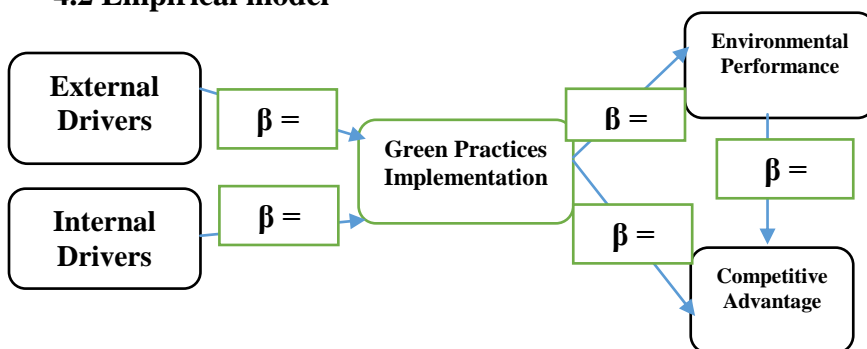 4.2 Empirical model
External
Drivers
β =
Internal
Drivers
β =
Green Practices
Implementation
β =
β =
Environmental
Performance
β =
Competitive
Advantage